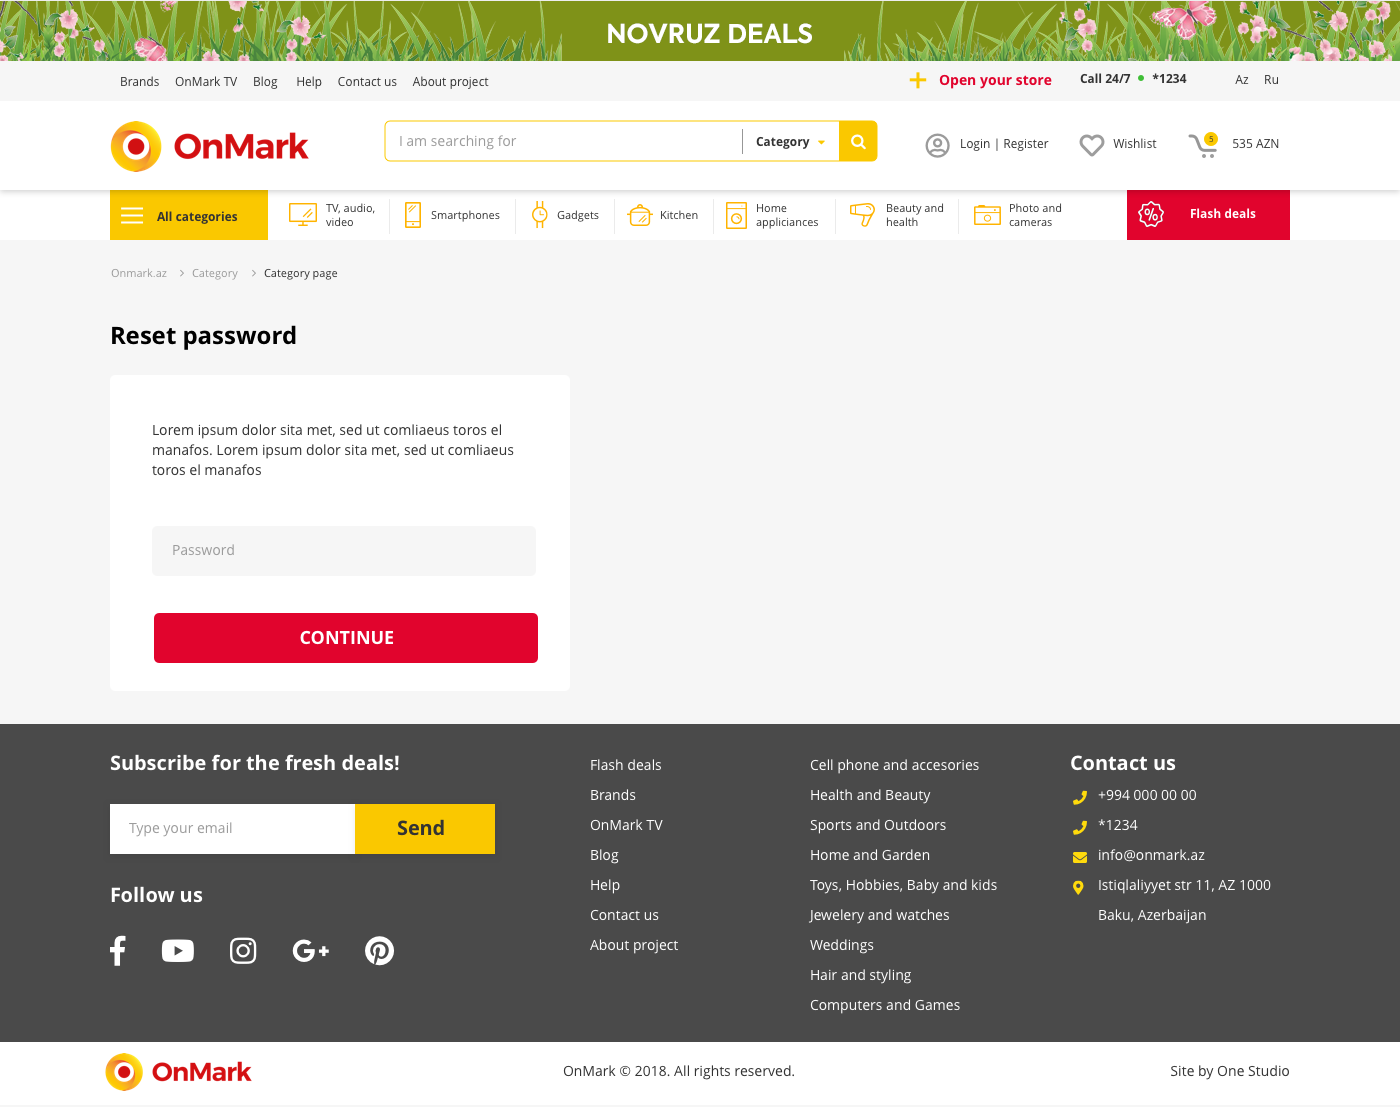 NOVRUZ DEALS
Brands OnMark TV Blog Help Contact us About project
Open your store Call 24/7 *1234 Az Ru
OnMark
I am searching for Category
Login | Register Wishlist 5 535 AZN
All categories
TV, audio,
video
Smartphones
Gadgets
Kitchen
Home
appliciances
Beauty and
health
Photo and
cameras
Flash deals
Onmark.az Category Category page
Reset password
Lorem ipsum dolor sita met, sed ut comliaeus toros el
manafos. Lorem ipsum dolor sita met, sed ut comliaeus
toros el manafos
Password
CONTINUE
Subscribe for the fresh deals!
Type your email Send
Follow us
Flash deals
Brands
OnMark TV
Blog
Help
Contact us
About project
Cell phone and accesories
Health and Beauty
Sports and Outdoors
Home and Garden
Toys, Hobbies, Baby and kids
Jewelery and watches
Weddings
Hair and styling
Computers and Games
Contact us
+994 000 00 00
*1234
info@onmark.az
Istiqlaliyyet str 11, AZ 1000
Baku, Azerbaijan
OnMark
OnMark © 2018. All rights reserved.
Site by One Studio